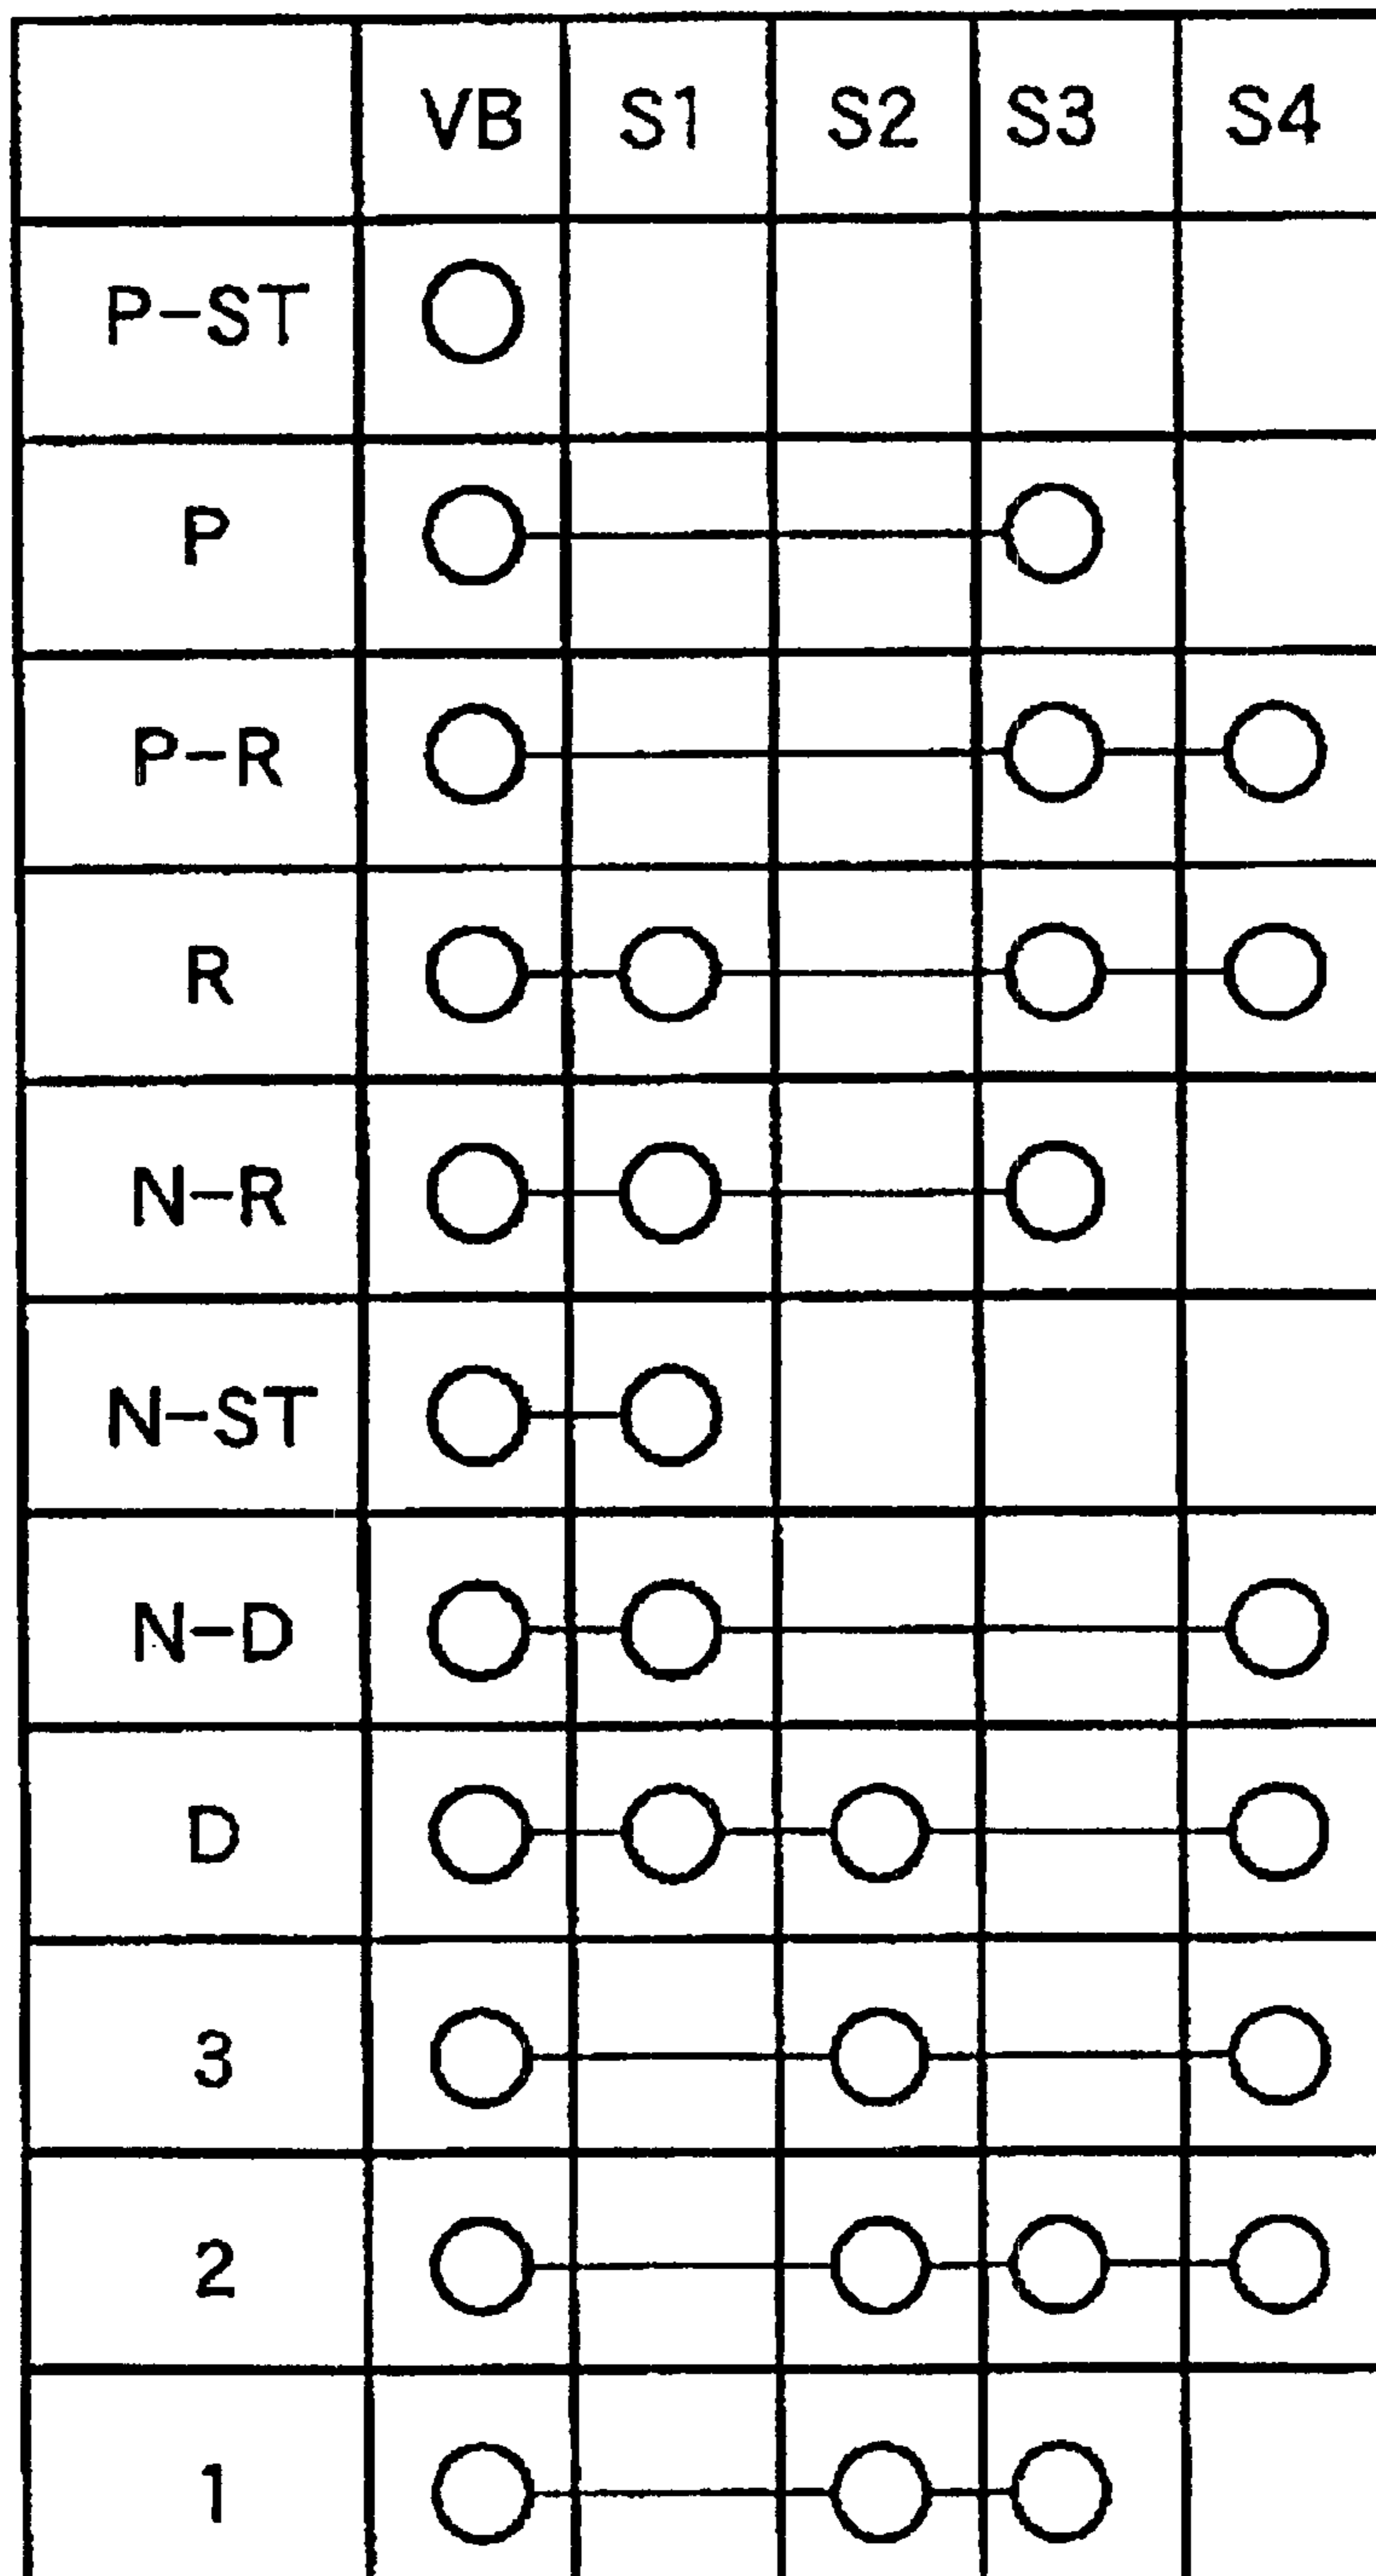 VB S1 S2 S3 S4
P-ST
P
P-R
R
N-R
N-ST
N-D
D
3
2
1